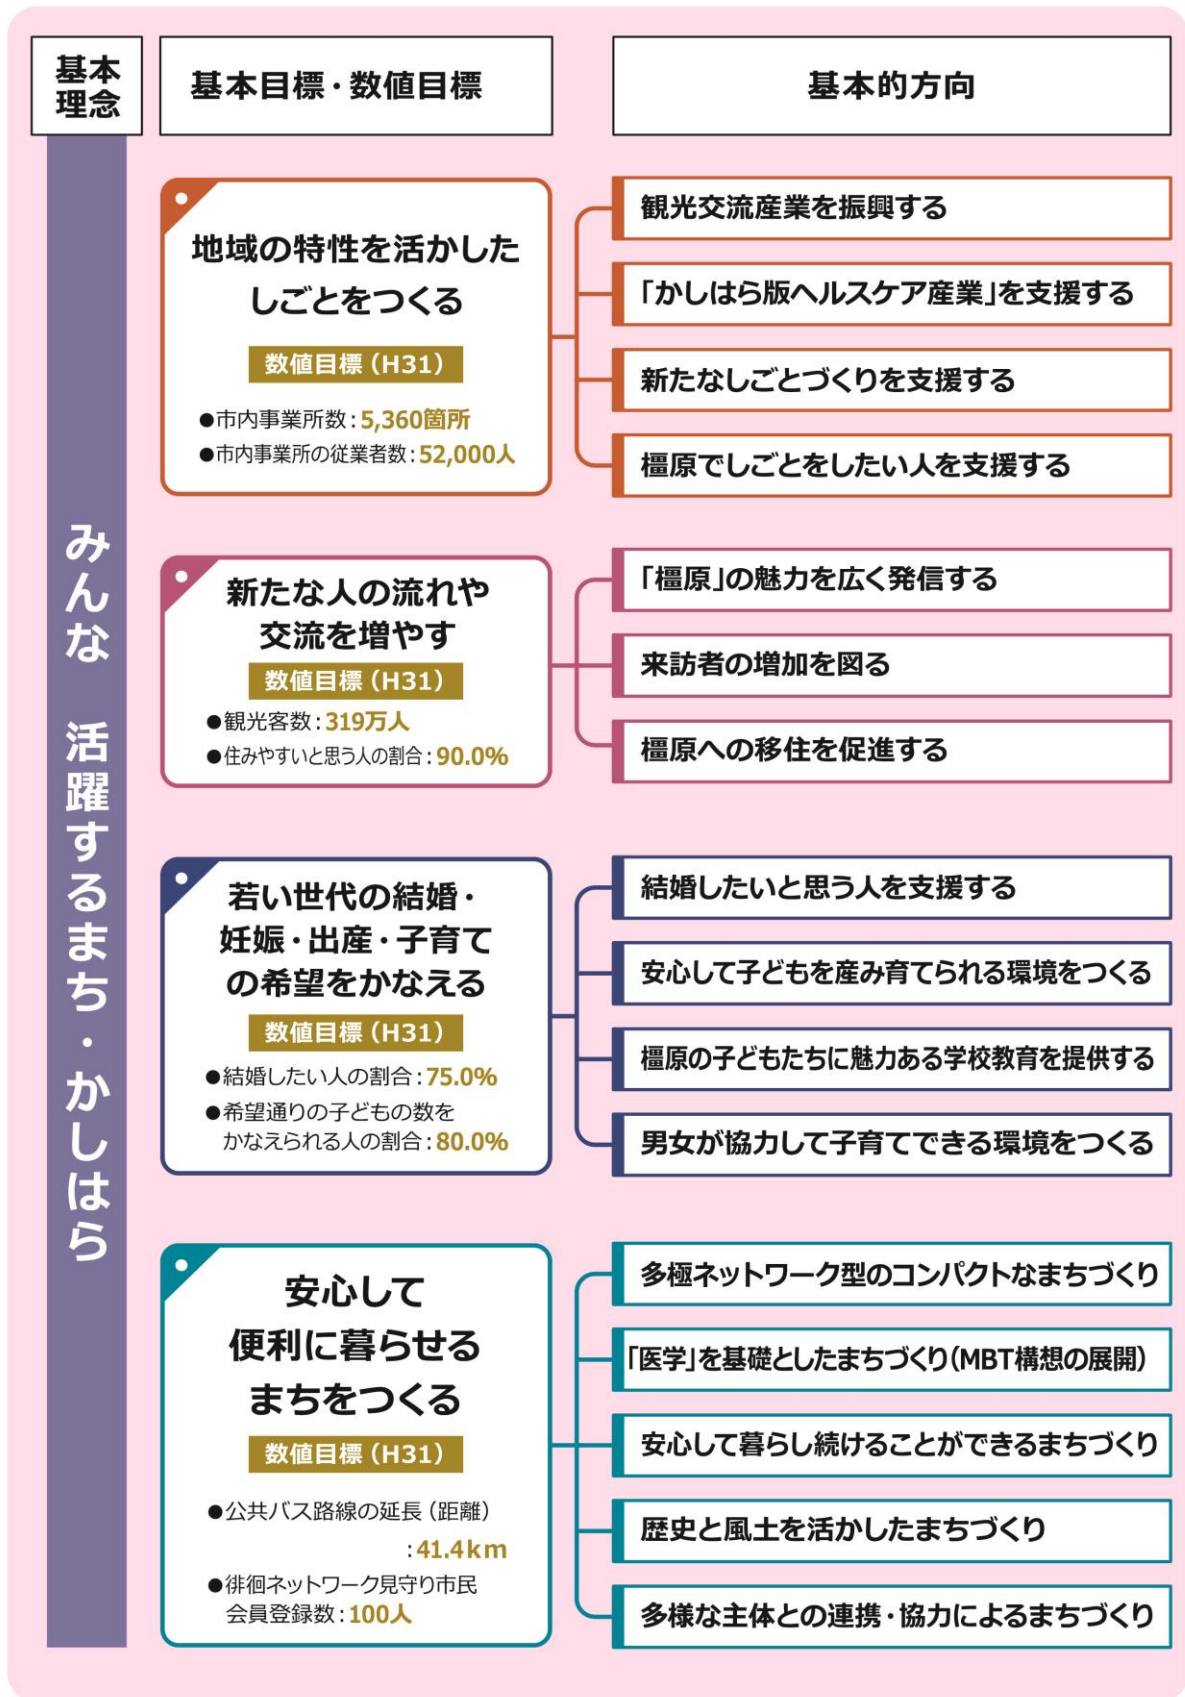 基本
理念
基本目標・数値目標
基本的方向
みんな 活躍するまち・かしはら
地域の特性を活かした
しごとをつくる
数値目標(H31)
●市内事業所数:5,360箇所
●市内事業所の従業者数:52,000人
観光交流産業を振興する
「かしはら版ヘルスケア産業」を支援する
新たなしごとづくりを支援する
橿原でしごとをしたい人を支援する
新たな人の流れや
交流を増やす
数値目標(H31)
●観光客数:319万人
●住みやすいと思う人の割合:90.0%
「橿原」の魅力を広く発信する
来訪者の増加を図る
橿原への移住を促進する
若い世代の結婚・
妊娠・出産・子育て
の希望をかなえる
数値目標(H31)
●結婚したい人の割合:75.0%
●希望通りの子どもの数を
かなえられる人の割合:80.0%
結婚したいと思う人を支援する
安心して子どもを産み育てられる環境をつくる
橿原の子どもたちに魅力ある学校教育を提供する
男女が協力して子育てできる環境をつくる
安心して
便利に暮らせる
まちをつくる
数値目標(H31)
●公共バス路線の延長(距離)
:41.4km
●徘徊ネットワーク見守り市民
会員登録数:100人
多極ネットワーク型のコンパクトなまちづくり
「医学」を基礎としたまちづくり(MBT構想の展開)
安心して暮らし続けることができるまちづくり
歴史と風土を活かしたまちづくり
多様な主体との連携・協力によるまちづくり